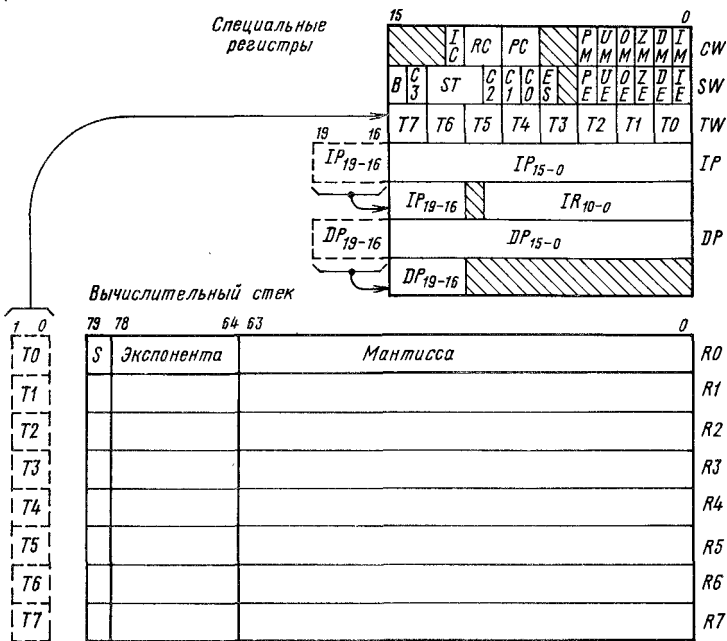 Специальные
регистры
15 0
IC RC PC PM UM OM ZM DM IM CW
B C3 ST C2 C1 C0 ES PE UE OE ZE DE IE SW
T7 T6 T5 T4 T3 T2 T1 T0 TW
19 16
IP19-16 IP15-0 IP
IP19-16 IR10-0
DP19-16 DP15-0 DP
DP19-16
Вычислительный стек
1 0 79 78 64 63 0
T0 S Экспонента Мантисса R0
T1 R1
T2 R2
T3 R3
T4 R4
T5 R5
T6 R6
T7 R7